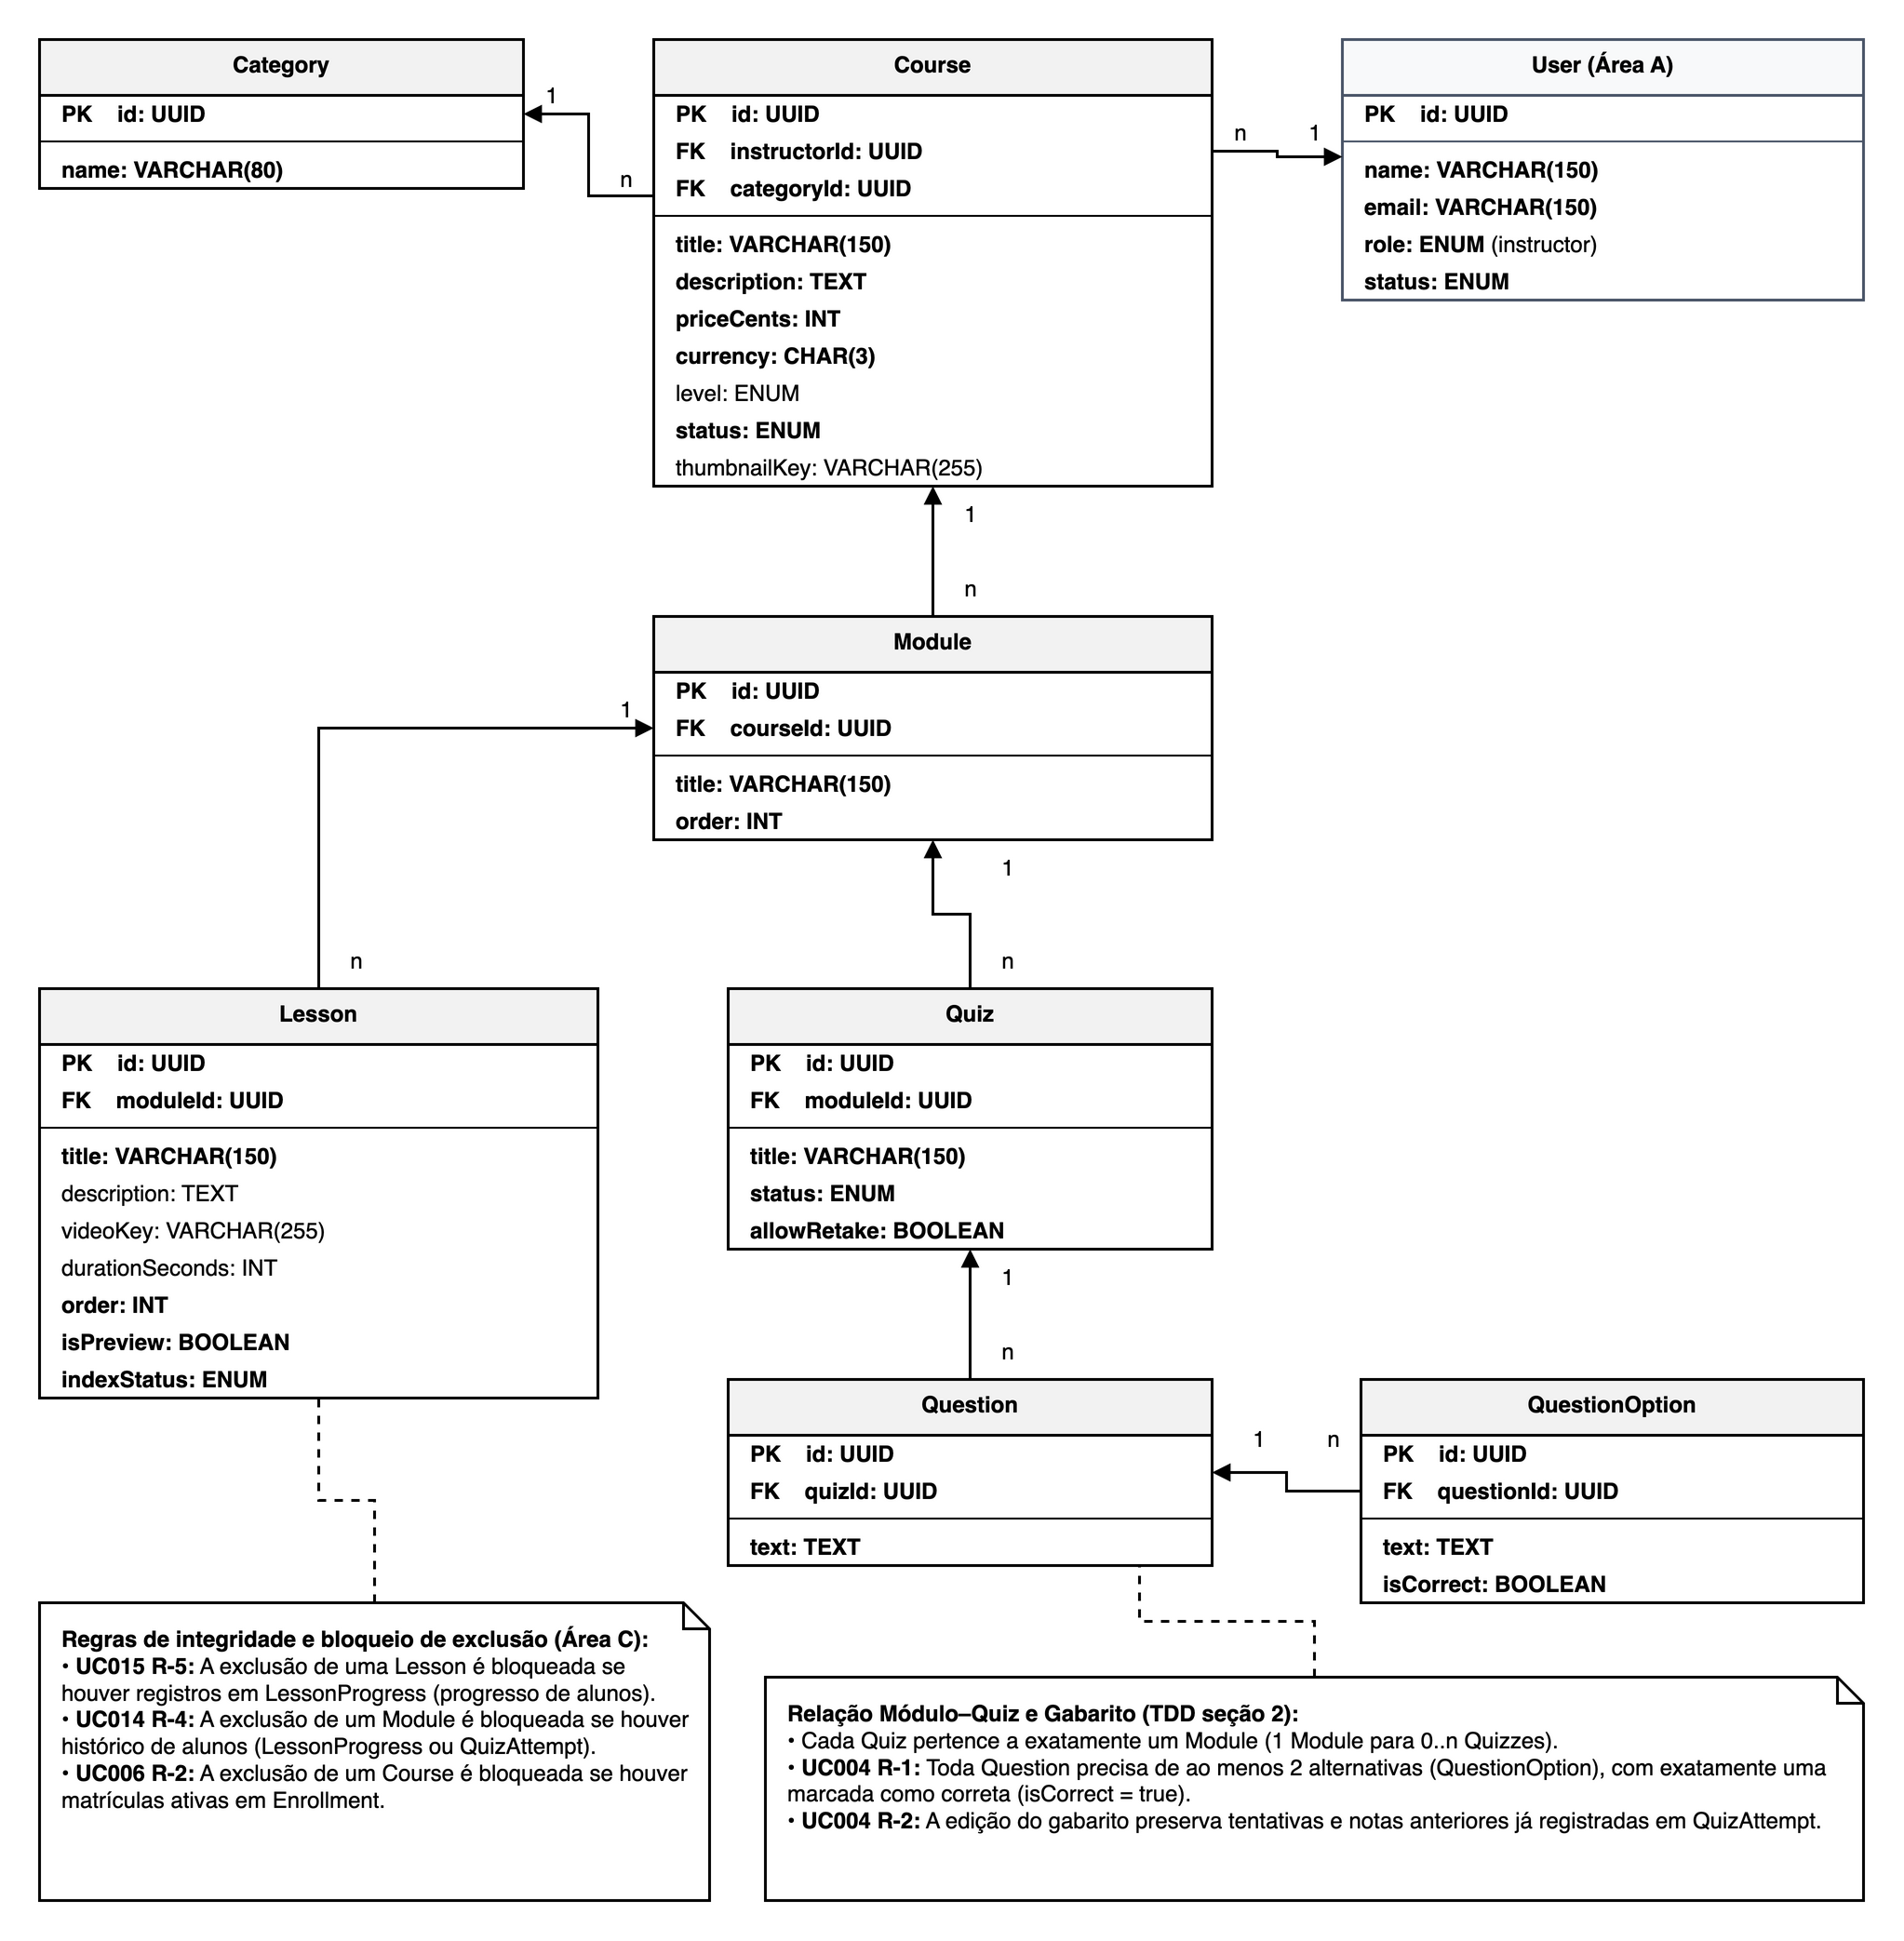 Category
PK id: UUID
name: VARCHAR(80)
1
n
Course
PK id: UUID
FK instructorId: UUID
FK categoryId: UUID
title: VARCHAR(150)
description: TEXT
priceCents: INT
currency: CHAR(3)
level: ENUM
status: ENUM
thumbnailKey: VARCHAR(255)
n
1
User (Área A)
PK id: UUID
name: VARCHAR(150)
email: VARCHAR(150)
role: ENUM (instructor)
status: ENUM
1
n
Module
PK id: UUID
FK courseId: UUID
title: VARCHAR(150)
order: INT
1
n
1
n
Lesson
PK id: UUID
FK moduleId: UUID
title: VARCHAR(150)
description: TEXT
videoKey: VARCHAR(255)
durationSeconds: INT
order: INT
isPreview: BOOLEAN
indexStatus: ENUM
Quiz
PK id: UUID
FK moduleId: UUID
title: VARCHAR(150)
status: ENUM
allowRetake: BOOLEAN
1
n
Question
PK id: UUID
FK quizId: UUID
text: TEXT
1
n
QuestionOption
PK id: UUID
FK questionId: UUID
text: TEXT
isCorrect: BOOLEAN
Regras de integridade e bloqueio de exclusão (Área C):
• UC015 R-5: A exclusão de uma Lesson é bloqueada se
houver registros em LessonProgress (progresso de alunos).
• UC014 R-4: A exclusão de um Module é bloqueada se houver
histórico de alunos (LessonProgress ou QuizAttempt).
• UC006 R-2: A exclusão de um Course é bloqueada se houver
matrículas ativas em Enrollment.
Relação Módulo–Quiz e Gabarito (TDD seção 2):
• Cada Quiz pertence a exatamente um Module (1 Module para 0..n Quizzes).
• UC004 R-1: Toda Question precisa de ao menos 2 alternativas (QuestionOption), com exatamente uma
marcada como correta (isCorrect = true).
• UC004 R-2: A edição do gabarito preserva tentativas e notas anteriores já registradas em QuizAttempt.